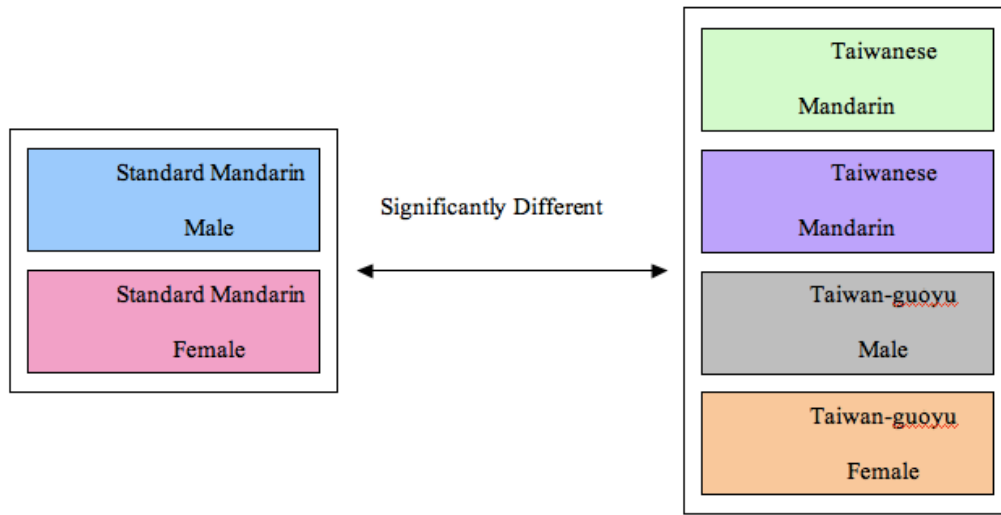 Standard Mandarin
Male
Standard Mandarin
Female
Significantly Different
Taiwanese
Mandarin
Taiwanese
Mandarin
Taiwan-guoyu
Male
Taiwan-guoyu
Female